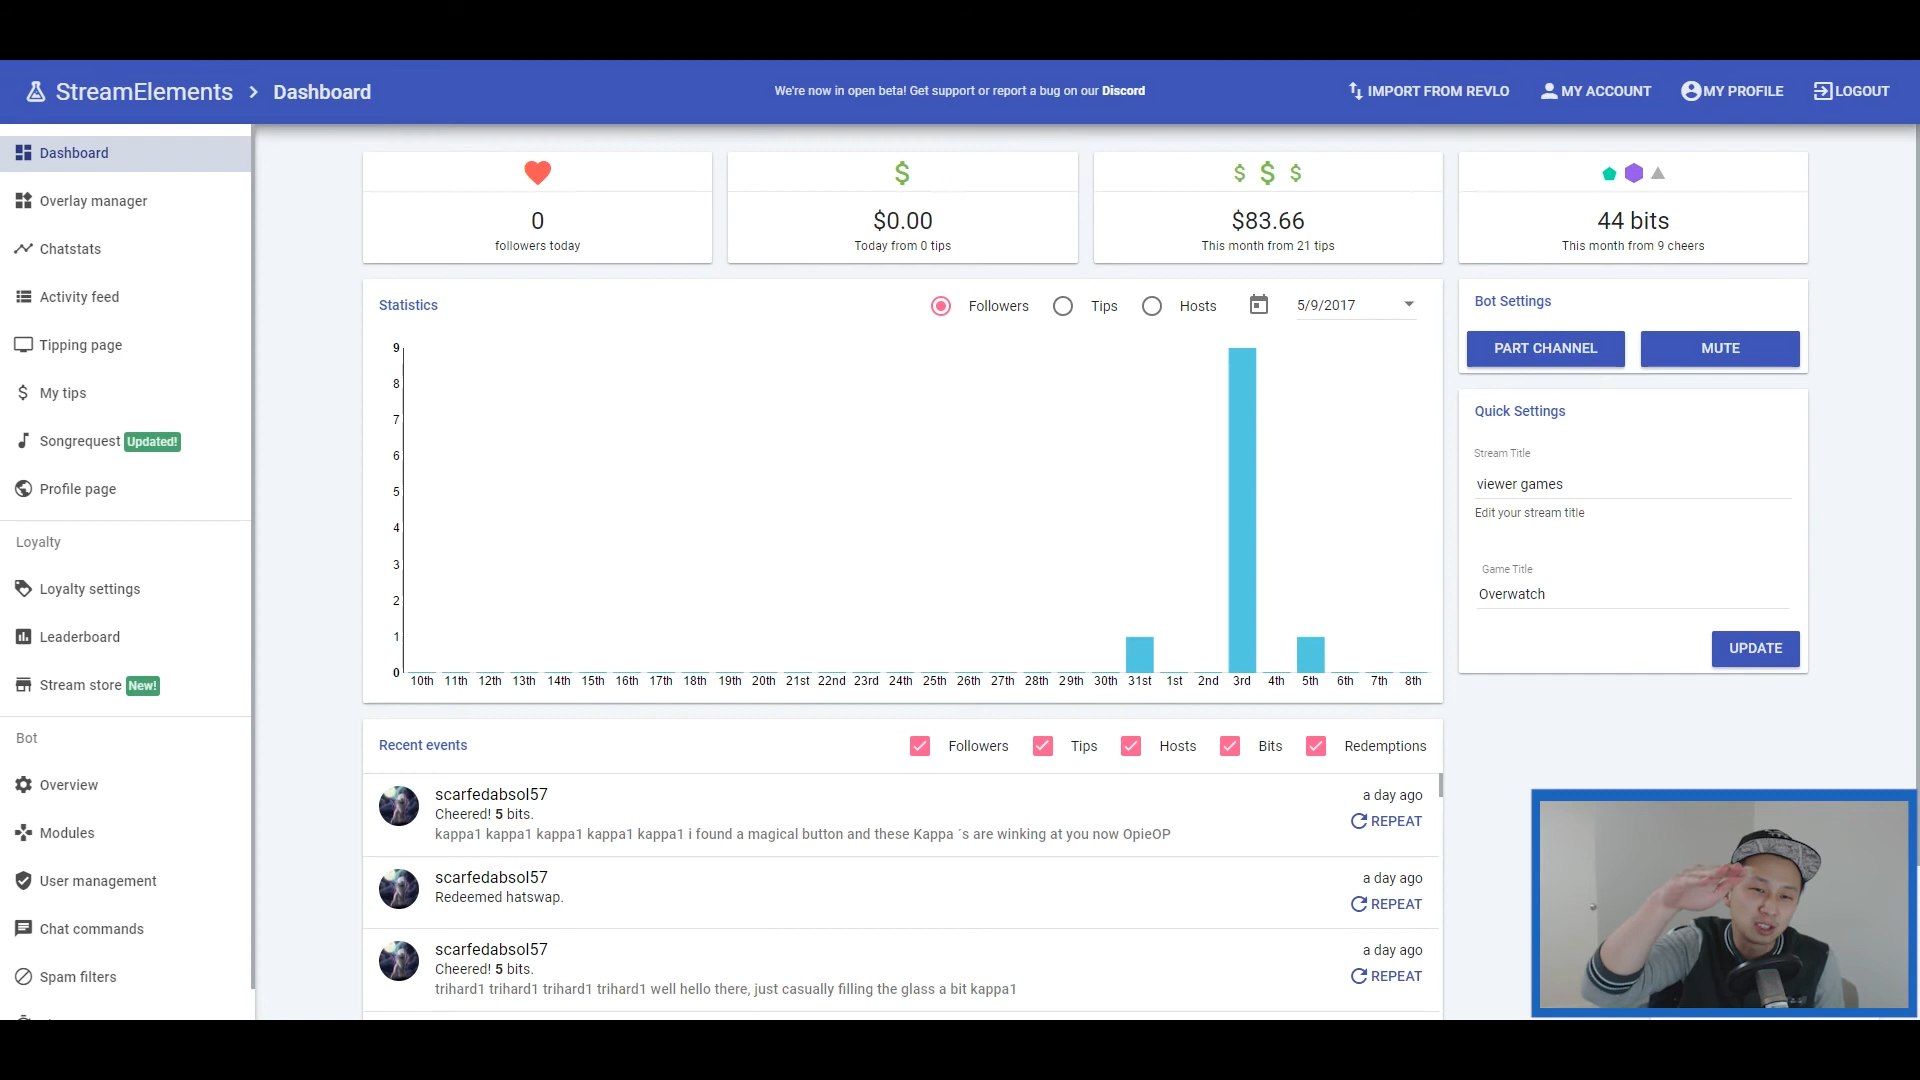 StreamElements > Dashboard
We're now in open beta! Get support or report a bug on our Discord
IMPORT FROM REVLO
MY ACCOUNT
MY PROFILE
LOGOUT
Dashboard
Overlay manager
Chatstats
Activity feed
Tipping page
My tips
Songrequest Updated!
Profile page
Loyalty
Loyalty settings
Leaderboard
Stream store New!
Bot
Overview
Modules
User management
Chat commands
Spam filters
0
followers today
$
$0.00
Today from 0 tips
$ $ $
$83.66
This month from 21 tips
44 bits
This month from 9 cheers
Statistics
Followers Tips Hosts 5/9/2017
9
8
7
6
5
4
3
2
1
0
10th 11th 12th 13th 14th 15th 16th 17th 18th 19th 20th 21st 22nd 23rd 24th 25th 26th 27th 28th 29th 30th 31st 1st 2nd 3rd 4th 5th 6th 7th 8th
Bot Settings
PART CHANNEL MUTE
Quick Settings
Stream Title
viewer games
Edit your stream title
Game Title
Overwatch
UPDATE
Recent events
Followers Tips Hosts Bits Redemptions
scarfedabsol57
a day ago
Cheered! 5 bits.
REPEAT
kappa1 kappa1 kappa1 kappa1 kappa1 i found a magical button and these Kappa ´s are winking at you now OpieOP
scarfedabsol57
a day ago
Redeemed hatswap.
REPEAT
scarfedabsol57
a day ago
Cheered! 5 bits.
REPEAT
trihard1 trihard1 trihard1 trihard1 well hello there, just casually filling the glass a bit kappa1